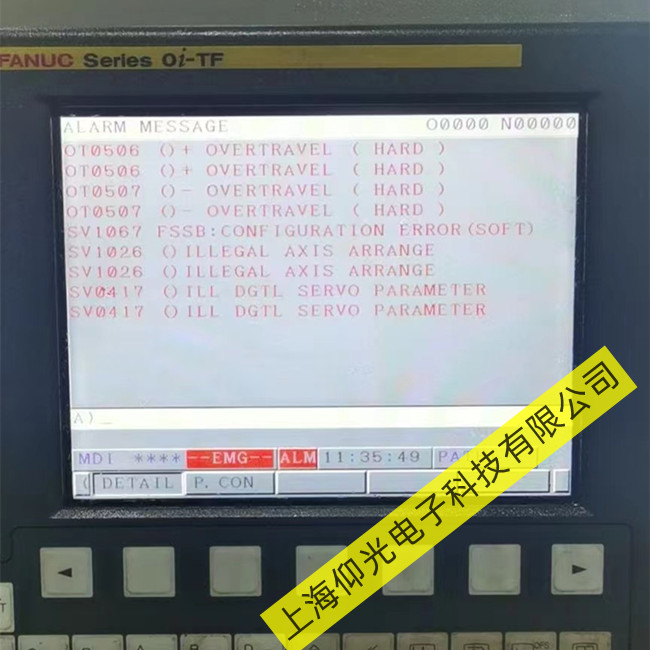 FANUC Series 0i-TF
ALARM MESSAGE O0000 N00000
OT0506 ()+ OVERTRAVEL ( HARD )
OT0506 ()+ OVERTRAVEL ( HARD )
OT0507 ()- OVERTRAVEL ( HARD )
OT0507 ()- OVERTRAVEL ( HARD )
SV1067 FSSB:CONFIGURATION ERROR(SOFT)
SV1026 ()ILLEGAL AXIS ARRANGE
SV1026 ()ILLEGAL AXIS ARRANGE
SV0417 ()ILL DGTL SERVO PARAMETER
SV0417 ()ILL DGTL SERVO PARAMETER
A)_
MDI **** --EMG-- ALM 11:35:49 PAT
( DETAIL P.CON
上海仰光电子科技有限公司